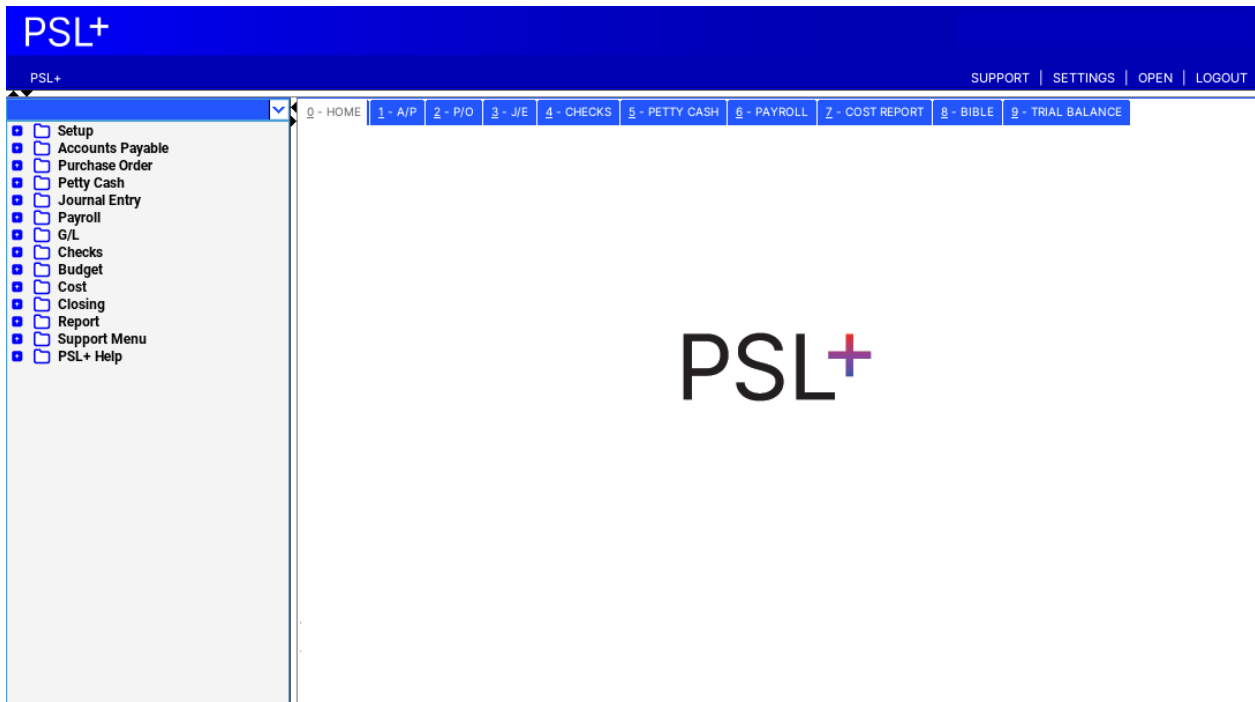 PSL+
PSL+
SUPPORT | SETTINGS | OPEN | LOGOUT
0 - HOME
1 - A/P
2 - P/O
3 - J/E
4 - CHECKS
5 - PETTY CASH
6 - PAYROLL
7 - COST REPORT
8 - BIBLE
9 - TRIAL BALANCE
Setup
Accounts Payable
Purchase Order
Petty Cash
Journal Entry
Payroll
G/L
Checks
Budget
Cost
Closing
Report
Support Menu
PSL+ Help
PSL+